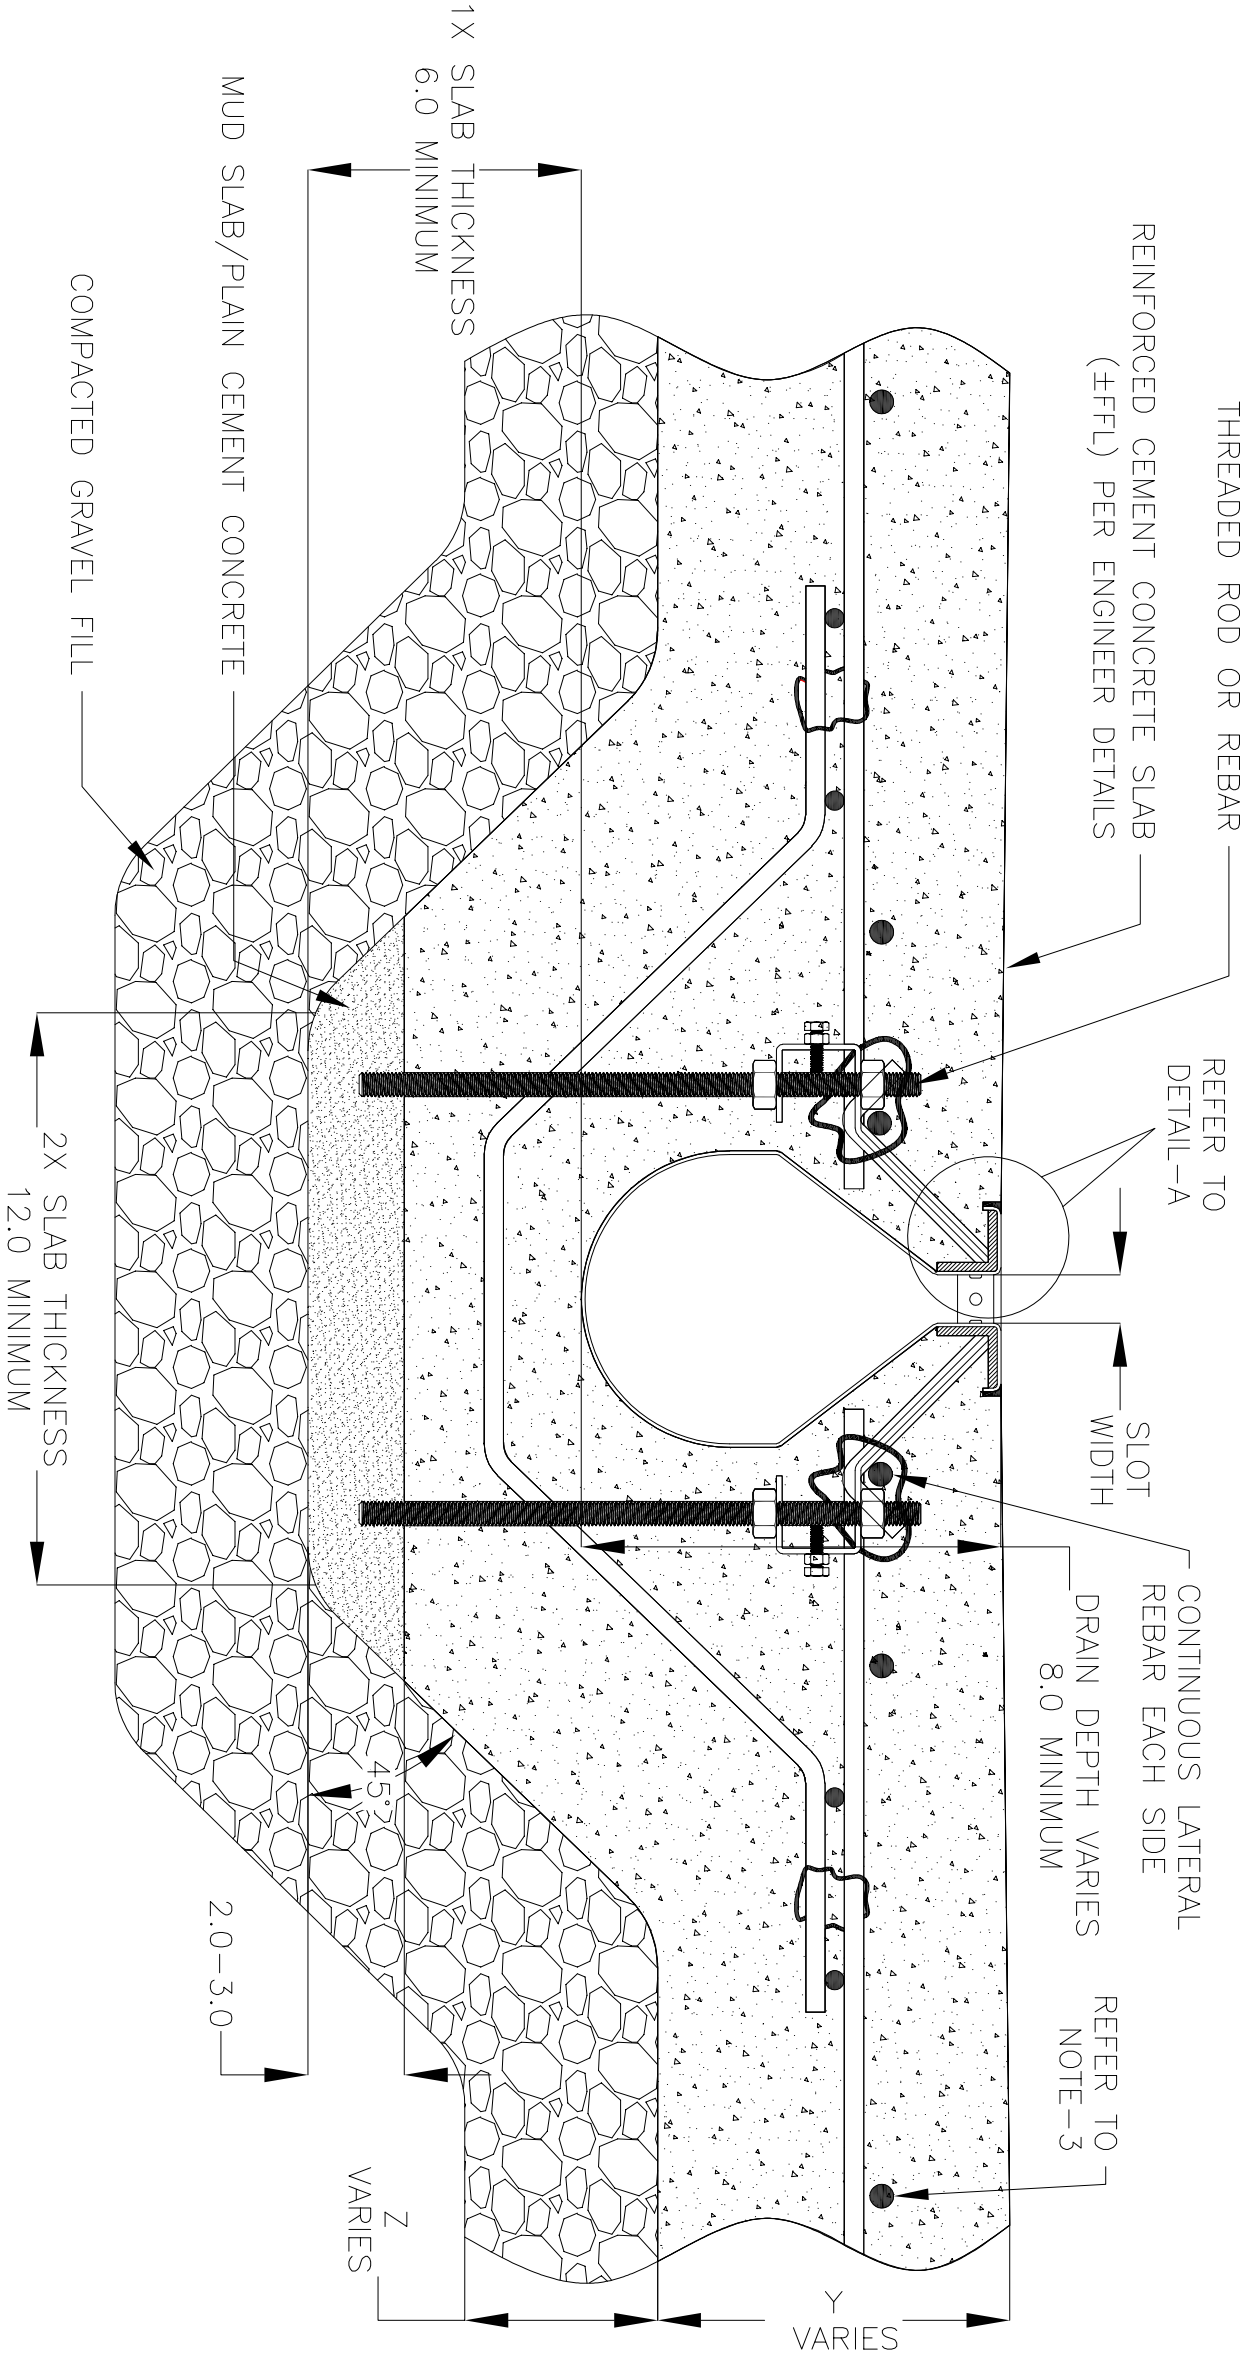 THREADED ROD OR REBAR
REINFORCED CEMENT CONCRETE SLAB
(±FFL) PER ENGINEER DETAILS
REFER TO
DETAIL-A
SLOT
WIDTH
CONTINUOUS LATERAL
REBAR EACH SIDE
DRAIN DEPTH VARIES
8.0 MINIMUM
REFER TO
NOTE-3
1X SLAB THICKNESS
6.0 MINIMUM
MUD SLAB/PLAIN CEMENT CONCRETE
COMPACTED GRAVEL FILL
2X SLAB THICKNESS
12.0 MINIMUM
45°
2.0-3.0
Z
VARIES
Y
VARIES